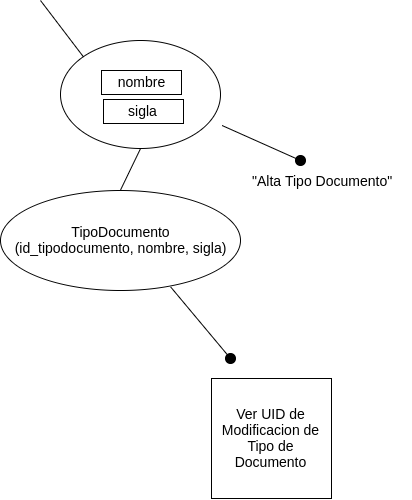 nombre
sigla
"Alta Tipo Documento"
TipoDocumento
(id_tipodocumento, nombre, sigla)
Ver UID de
Modificacion de
Tipo de
Documento